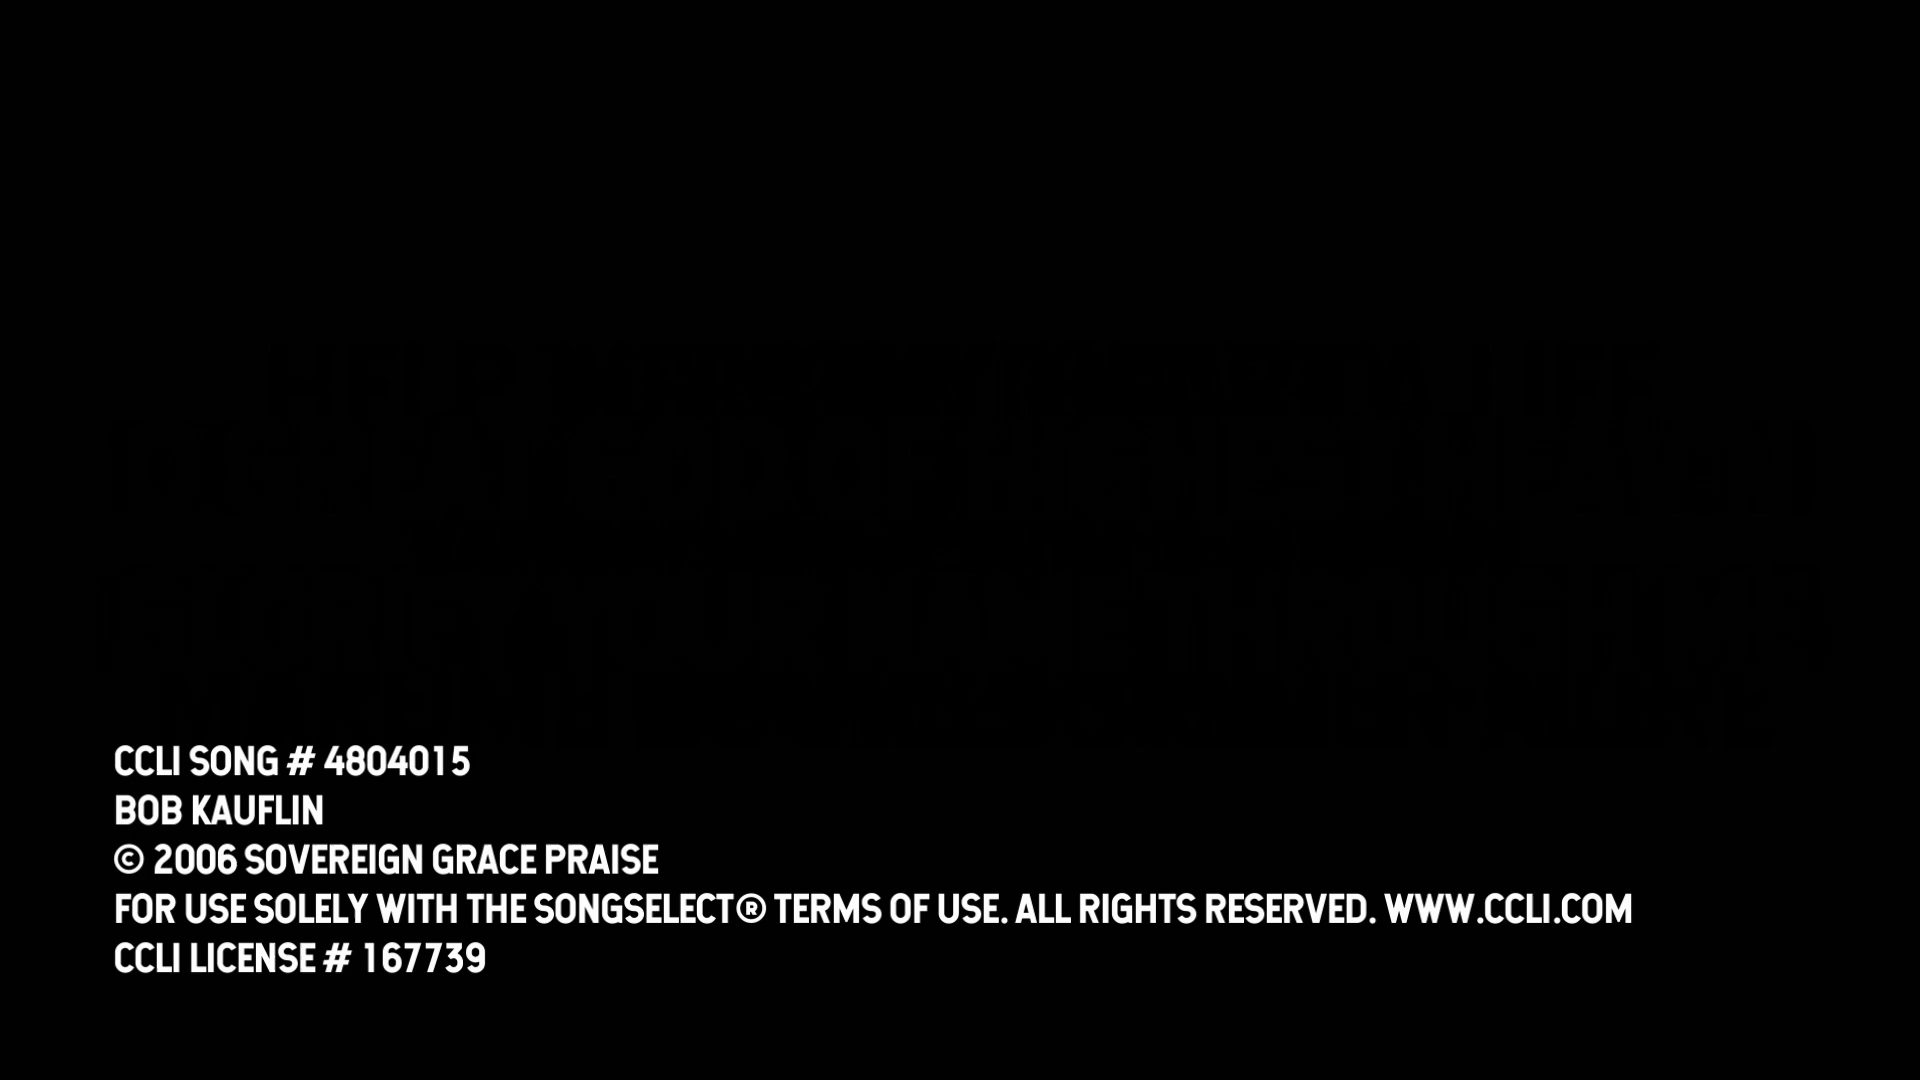 CCLI SONG # 4804015
BOB KAUFLIN
© 2006 SOVEREIGN GRACE PRAISE
FOR USE SOLELY WITH THE SONGSELECT® TERMS OF USE. ALL RIGHTS RESERVED. WWW.CCLI.COM
CCLI LICENSE # 167739